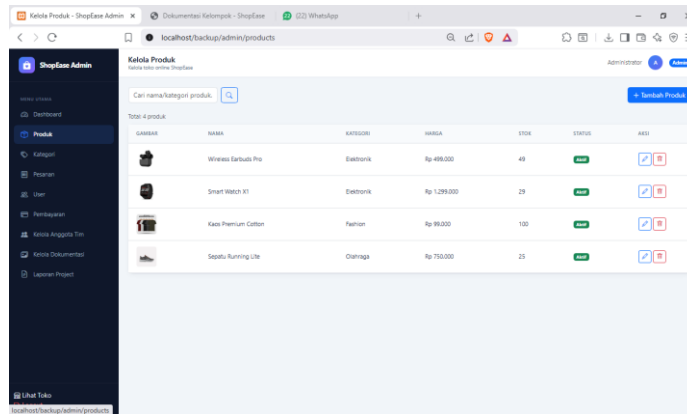 Kelola Produk - ShopEase Admin
Dokumentasi Kelompok - ShopEase
(22) WhatsApp
localhost/backup/admin/products
ShopEase Admin
Kelola Produk
Kelola toko online ShopEase
Administrator
A
Admin
MENU UTAMA
Dashboard
Produk
Kategori
Pesanan
User
Pembayaran
Kelola Anggota Tim
Kelola Dokumentasi
Laporan Project
Cari nama/kategori produk.
+ Tambah Produk
Total: 4 produk
GAMBAR NAMA KATEGORI HARGA STOK STATUS AKSI
Wireless Earbuds Pro Elektronik Rp 499.000 49 Aktif
Smart Watch X1 Elektronik Rp 1.299.000 29 Aktif
Kaos Premium Cotton Fashion Rp 99.000 100 Aktif
Sepatu Running Lite Olahraga Rp 750.000 25 Aktif
Lihat Toko
localhost/backup/admin/products